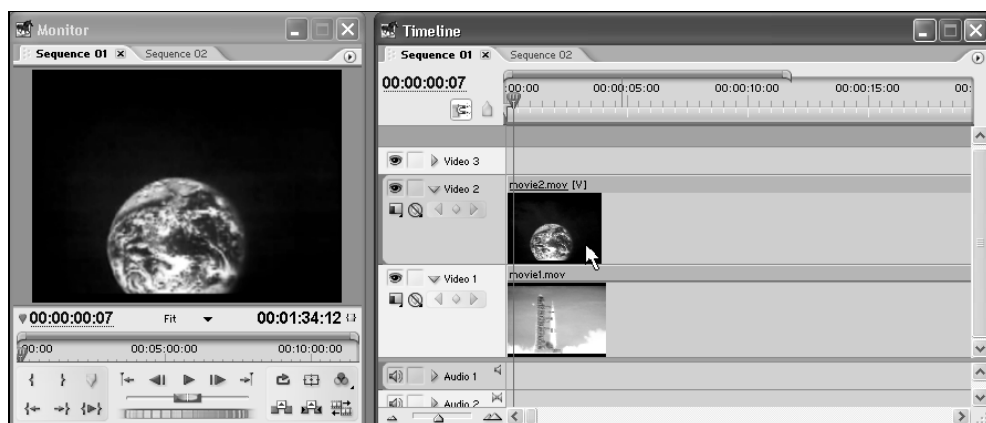 Monitor
Sequence 01 Sequence 02
00:00:00:07 Fit 00:01:34:12
00:00 00:05:00:00 00:10:00:00
Timeline
Sequence 01 Sequence 02
00:00:00:07
:00:00 00:00:05:00 00:00:10:00 00:00:15:00 00:
Video 3
Video 2
movie2.mov [V]
Video 1
movie1.mov
Audio 1
Audio 2